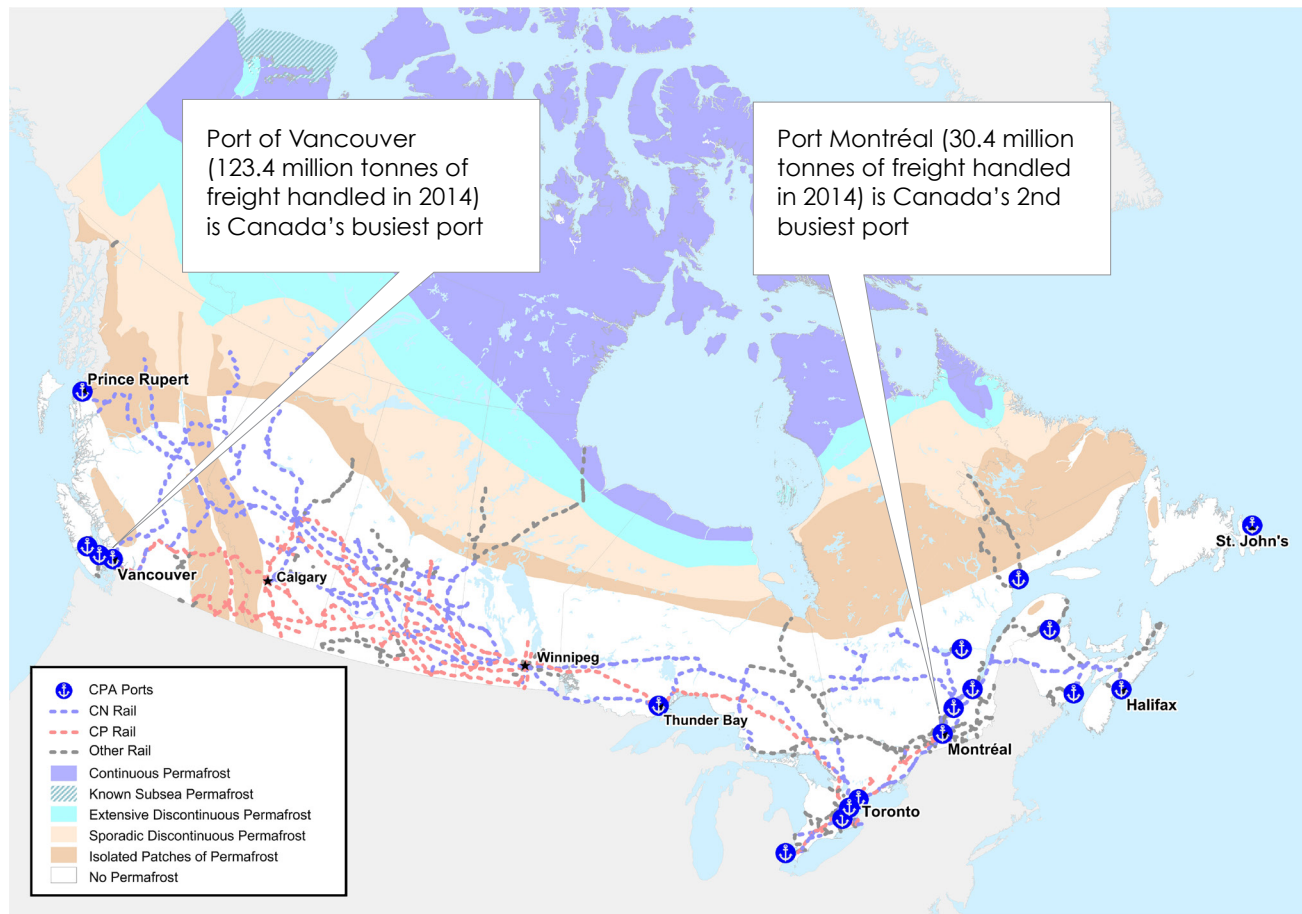 Port of Vancouver
(123.4 million tonnes of
freight handled in 2014)
is Canada's busiest port
Port Montréal (30.4 million
tonnes of freight handled
in 2014) is Canada's 2nd
busiest port
Prince Rupert
St. John's
Vancouver
Calgary
Winnipeg
Halifax
Thunder Bay
Montréal
Toronto
CPA Ports
CN Rail
CP Rail
Other Rail
Continuous Permafrost
Known Subsea Permafrost
Extensive Discontinuous Permafrost
Sporadic Discontinuous Permafrost
Isolated Patches of Permafrost
No Permafrost